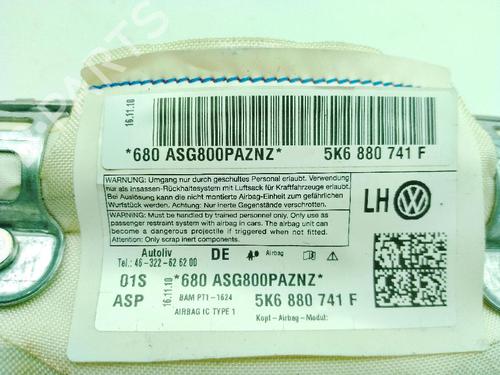 16.11.10
*680 ASG800PAZNZ*
5K6 880 741 F
WARNUNG: Umgang nur durch geschultes Personal erlaubt. Verwendung nur
als Insassen-Rückhaltesystem mit Luftsack für Kraftfahrzeuge erlaubt.
Bei Auslösung kann die nicht montierte Airbag-Einheit zum gefährlichen
Wurfstück werden. Achtung: Nur inerte Gegenstände verschrotten.
WARNING: Must be handled by trained personnel only. Only use as
passenger restraint system with airbag in cars. The airbag unit can
become a dangerous projectile if triggered when not fitted.
Attention: Only scrap inert components.
LH
Autoliv
Tel.: 46-322-626200
DE
Airbag
16.11.10
01S
*680 ASG800PAZNZ*
ASP
BAM PT1-1624
5K6 880 741 F
AIRBAG IC TYPE 1
Kopf-Airbag-Modul: